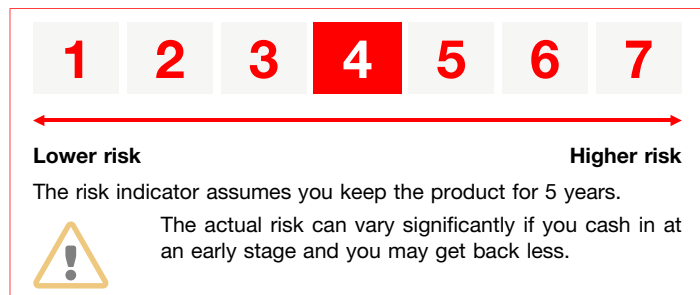 1 2 3 4 5 6 7
Lower risk Higher risk
The risk indicator assumes you keep the product for 5 years.
The actual risk can vary significantly if you cash in at
an early stage and you may get back less.